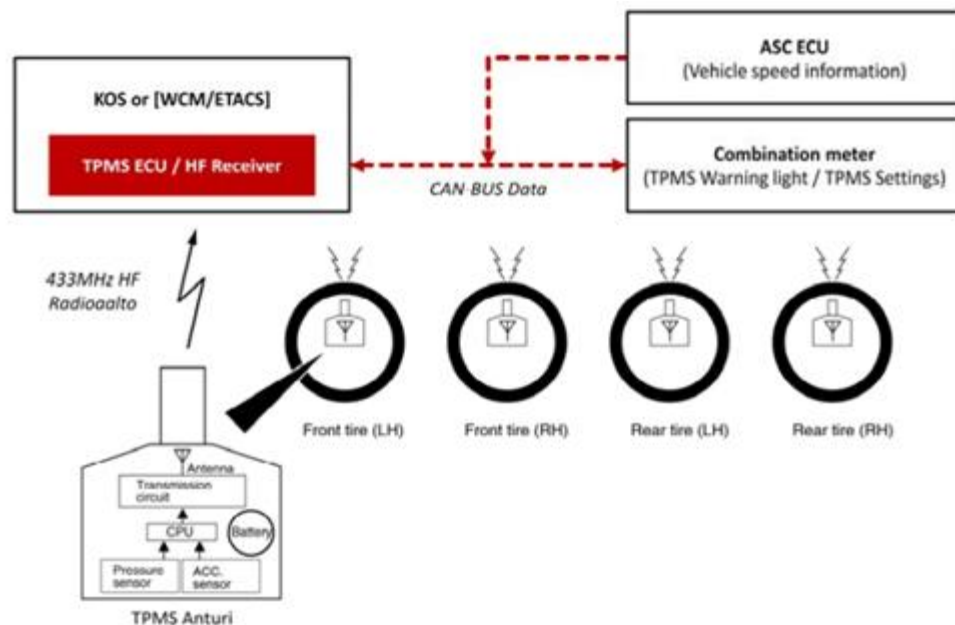 KOS or [WCM/ETACS]
TPMS ECU / HF Receiver
ASC ECU
(Vehicle speed information)
Combination meter
(TPMS Warning light / TPMS Settings)
CAN-BUS Data
433MHz HF
Radioaalto
Front tire (LH)
Front tire (RH)
Rear tire (LH)
Rear tire (RH)
Antenna
Transmission
circuit
CPU
Battery
Pressure
sensor
ACC.
sensor
TPMS Anturi